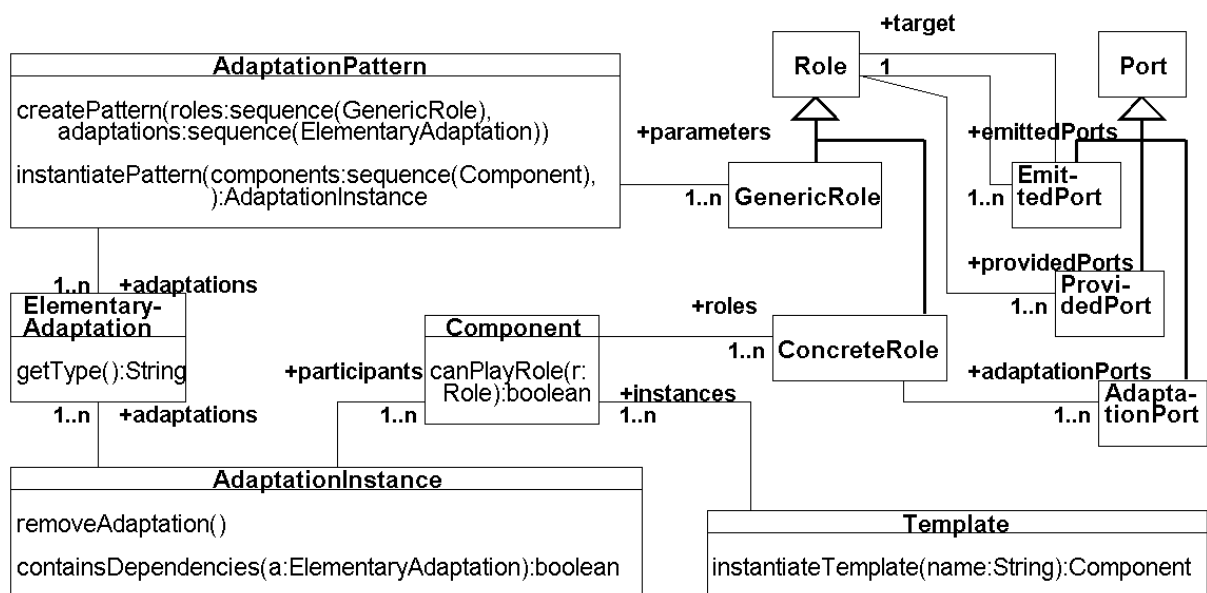 +target
AdaptationPattern
Role
1
Port
createPattern(roles:sequence(GenericRole),
adaptations:sequence(ElementaryAdaptation))
+parameters
+emittedPorts
instantiatePattern(components:sequence(Component),
):AdaptationInstance
1..n
GenericRole
1..n
Emit-
tedPort
+providedPorts
1..n
+adaptations
Elementary-
Adaptation
getType():String
Component
+roles
1..n
Provi-
dedPort
1..n
ConcreteRole
+participants
canPlayRole(r:
Role):boolean
+instances
+adaptationPorts
1..n
+adaptations
1..n
1..n
1..n
Adapta-
tionPort
AdaptationInstance
removeAdaptation()
containsDependencies(a:ElementaryAdaptation):boolean
Template
instantiateTemplate(name:String):Component